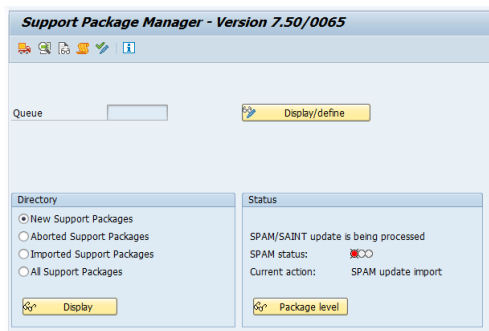 Support Package Manager - Version 7.50/0065
Queue
Display/define
Directory
New Support Packages
Aborted Support Packages
Imported Support Packages
All Support Packages
Display
Status
SPAM/SAINT update is being processed
SPAM status:
Current action: SPAM update import
Package level